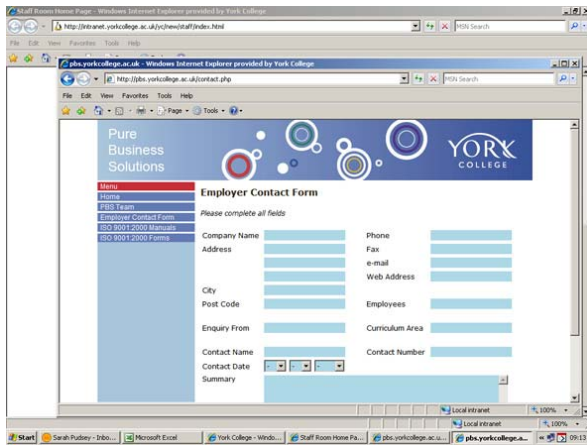 Staff Room Home Page - Windows Internet Explorer provided by York College
http://intranet.yorkcollege.ac.uk/yc/new/staff/index.html
MSN Search
File Edit View Favorites Tools Help
pbs.yorkcollege.ac.uk - Windows Internet Explorer provided by York College
http://pbs.yorkcollege.ac.uk/contact.php
MSN Search
File Edit View Favorites Tools Help
Page Tools
Pure
Business
Solutions
YORK
COLLEGE
Menu
Home
PBS Team
Employer Contact Form
ISO 9001:2000 Manuals
ISO 9001:2000 Forms
Employer Contact Form
Please complete all fields
Company Name Phone
Address Fax
e-mail
Web Address
City
Post Code Employees
Enquiry From Curriculum Area
Contact Name Contact Number
Contact Date - - -
Summary
Local intranet 100%
Local intranet 100%
Start Sarah Pudsey - Inbo... Microsoft Excel York College - Windo... Staff Room Home Pa... pbs.yorkcollege.ac.u... pbs.yorkcollege.a...